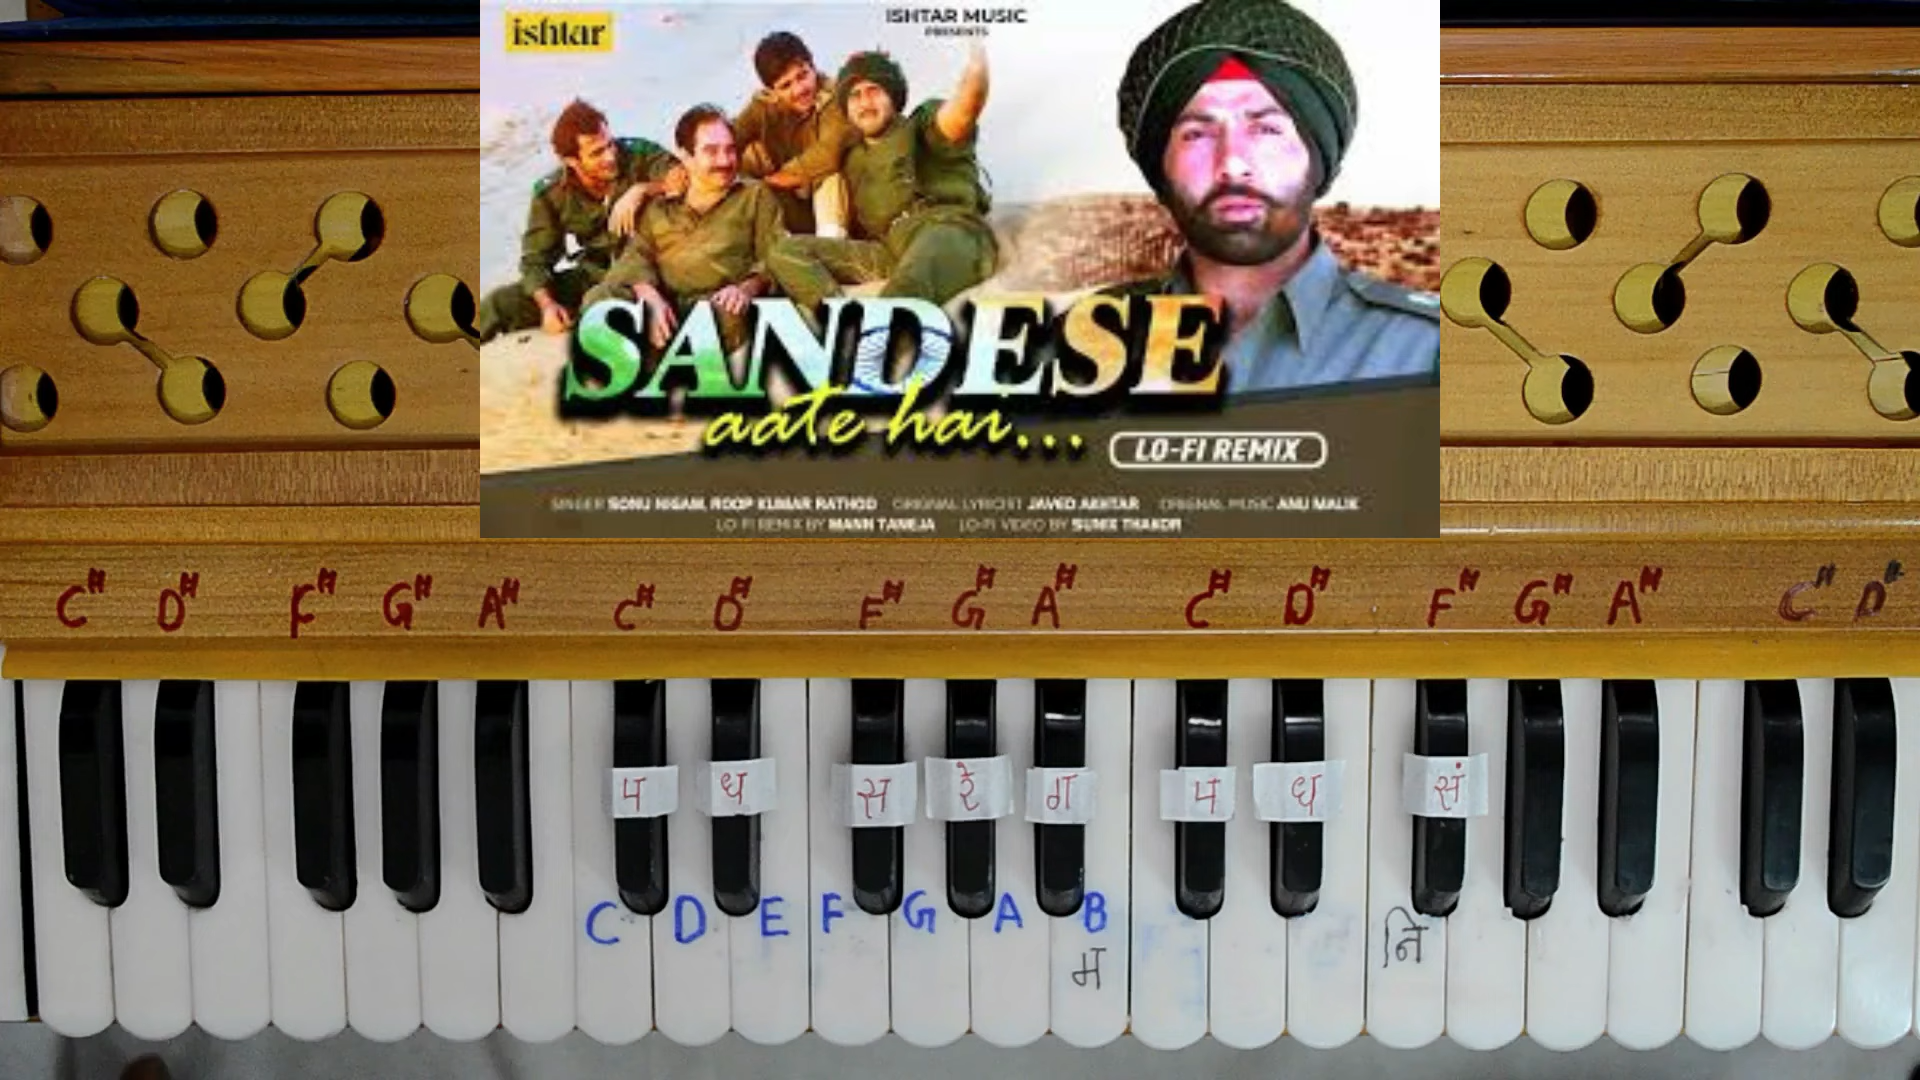 ishtar
ISHTAR MUSIC
PRESENTS
SANDESE
aate hai...
LO-FI REMIX
SINGER SONU NIGAM, ROOP KUMAR RATHOD ORIGINAL LYRICIST JAVED AKHTAR ORIGINAL MUSIC ANU MALIK
LO FI REMIX BY MANN TANEJA LO-FI VIDEO BY SUNIX THAKOR
C# D# F# G# A# C# D# F# G# A# C# D# F# G# A# C# D#
प ध स रे ग प ध सं
C D E F G A B
म नि